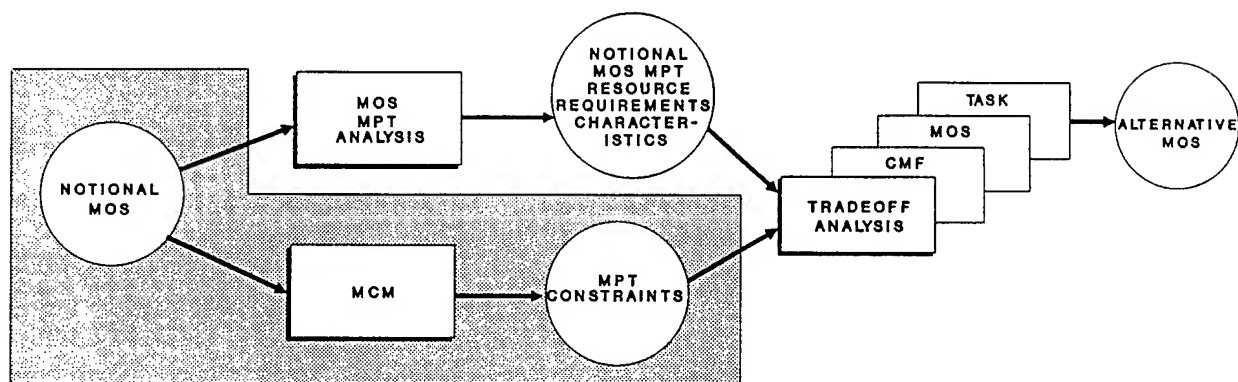 NOTIONAL
MOS
MOS
MPT
ANALYSIS
NOTIONAL
MOS MPT
RESOURCE
REQUIREMENTS
CHARACTER-
ISTICS
MCM
MPT
CONSTRAINTS
TASK
MOS
CMF
TRADEOFF
ANALYSIS
ALTERNATIVE
MOS